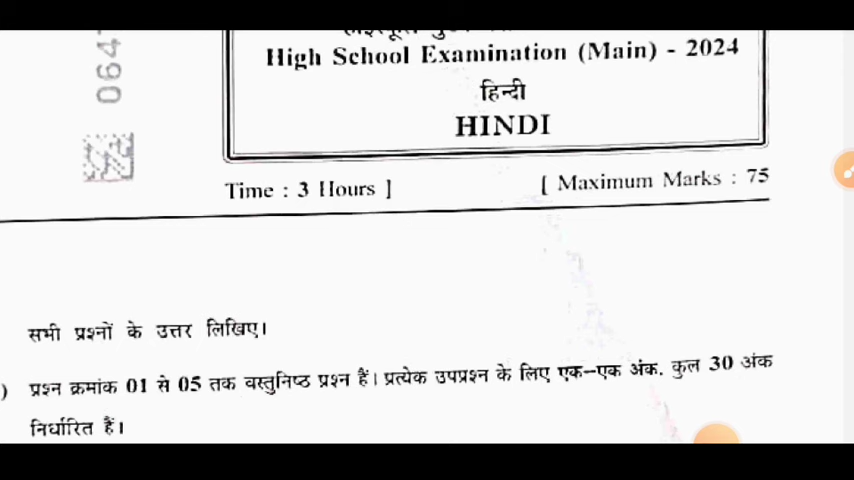 High School Examination (Main) - 2024
हिन्दी
HINDI
Time : 3 Hours ]
[ Maximum Marks : 75
सभी प्रश्नों के उत्तर लिखिए।
) प्रश्न क्रमांक 01 से 05 तक वस्तुनिष्ठ प्रश्न हैं। प्रत्येक उपप्रश्न के लिए एक-एक अंक, कुल 30 अंक
निर्धारित हैं।